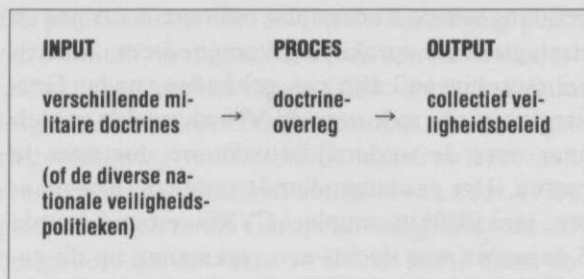 INPUT PROCES OUTPUT
verschillende mi- → doctrine- → collectief vei-
litaire doctrines overleg ligheidsbeleid
(of de diverse na-
tionale veiligheids-
politieken)